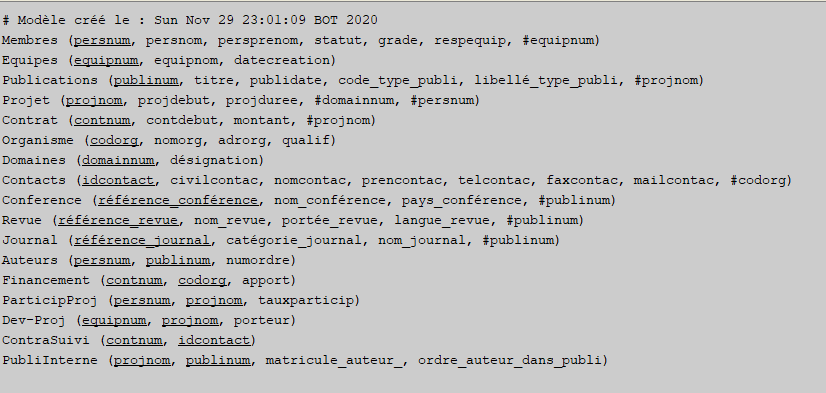 # Modèle créé le : Sun Nov 29 23:01:09 BOT 2020
Membres (persnum, persnom, persprenom, statut, grade, respequip, #equipnum)
Equipes (equipnum, equipnom, datecreation)
Publications (publinum, titre, publidate, code_type_publi, libellé_type_publi, #projnom)
Projet (projnom, projdebut, projduree, #domainnum, #persnum)
Contrat (contnum, contdebut, montant, #projnom)
Organisme (codorg, nomorg, adrorg, qualif)
Domaines (domainnum, désignation)
Contacts (idcontact, civilcontac, nomcontac, prencontac, telcontac, faxcontac, mailcontac, #codorg)
Conference (référence_conférence, nom_conférence, pays_conférence, #publinum)
Revue (référence_revue, nom_revue, portée_revue, langue_revue, #publinum)
Journal (référence_journal, catégorie_journal, nom_journal, #publinum)
Auteurs (persnum, publinum, numordre)
Financement (contnum, codorg, apport)
ParticipProj (persnum, projnom, tauxparticip)
Dev-Proj (equipnum, projnom, porteur)
ContraSuivi (contnum, idcontact)
PubliInterne (projnom, publinum, matricule_auteur_, ordre_auteur_dans_publi)